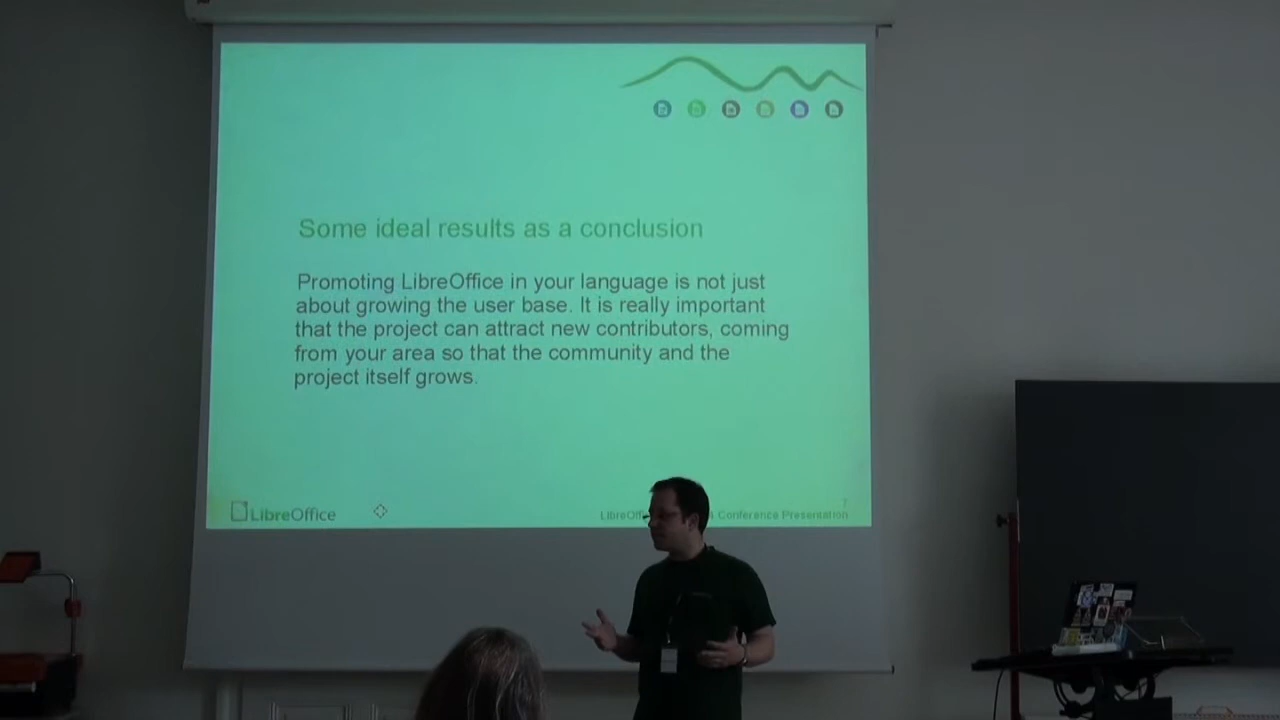 Some ideal results as a conclusion
Promoting LibreOffice in your language is not just
about growing the user base. It is really important
that the project can attract new contributors, coming
from your area so that the community and the
project itself grows.
7
LibreOffice
Conference Presentation